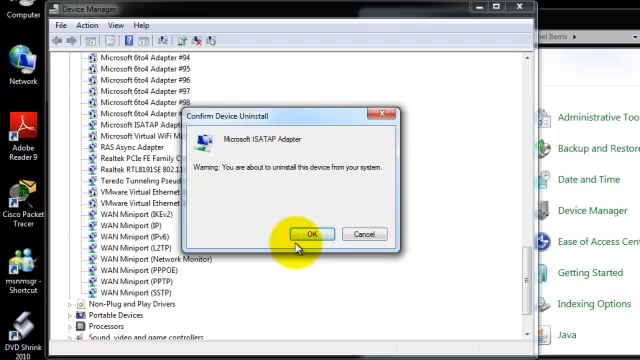 Computer
Network
Adobe
Reader 9
Cisco Packet
Tracer
msnmsgr -
Shortcut
DVD Shrink
2010
Device Manager
File Action View Help
Microsoft 6to4 Adapter #94
Microsoft 6to4 Adapter #95
Microsoft 6to4 Adapter #96
Microsoft 6to4 Adapter #97
Microsoft 6to4 Adapter #98
Microsoft ISATAP Adapt
Microsoft Virtual WiFi M
RAS Async Adapter
Realtek PCIe FE Family C
Realtek RTL8191SE 802.11
Teredo Tunneling Pseud
VMware Virtual Ethernet
VMware Virtual Ethernet
WAN Miniport (IKEv2)
WAN Miniport (IP)
WAN Miniport (IPv6)
WAN Miniport (L2TP)
WAN Miniport (Network Monitor)
WAN Miniport (PPPOE)
WAN Miniport (PPTP)
WAN Miniport (SSTP)
Non-Plug and Play Drivers
Portable Devices
Processors
Sound, video and game controllers
Confirm Device Uninstall
Microsoft ISATAP Adapter
Warning: You are about to uninstall this device from your system.
OK Cancel
Items
Administrative Tool
Backup and Restore
Date and Time
Device Manager
Ease of Access Cent
Getting Started
Indexing Options
Java